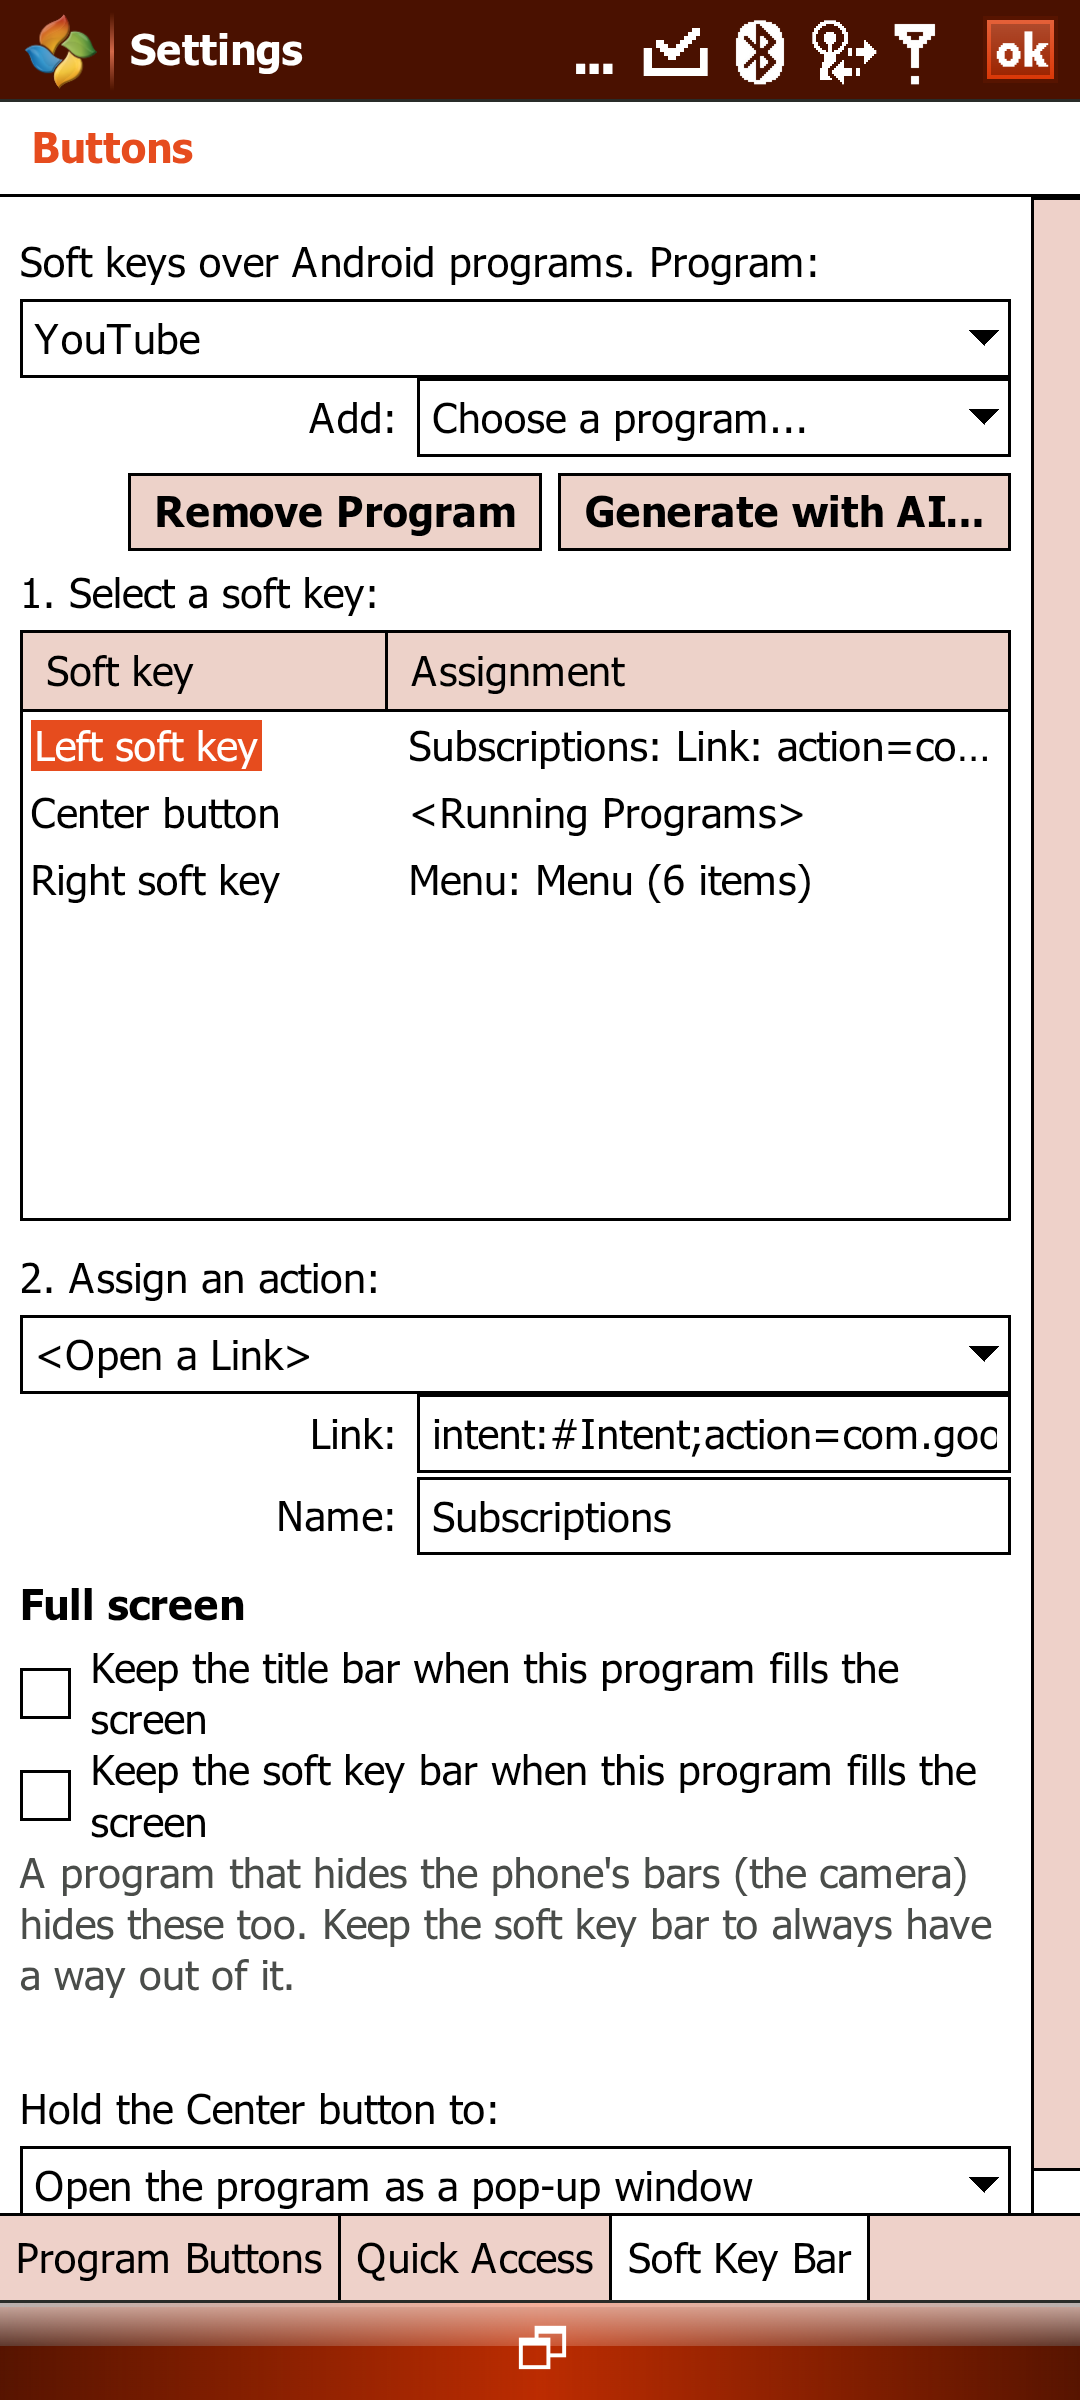 Settings
... ok
Buttons
Soft keys over Android programs. Program:
YouTube
Add: Choose a program...
Remove Program Generate with AI...
1. Select a soft key:
Soft key Assignment
Left soft key Subscriptions: Link: action=co...
Center button <Running Programs>
Right soft key Menu: Menu (6 items)
2. Assign an action:
<Open a Link>
Link: intent:#Intent;action=com.goo
Name: Subscriptions
Full screen
Keep the title bar when this program fills the
screen
Keep the soft key bar when this program fills the
screen
A program that hides the phone's bars (the camera)
hides these too. Keep the soft key bar to always have
a way out of it.
Hold the Center button to:
Open the program as a pop-up window
Program Buttons Quick Access Soft Key Bar